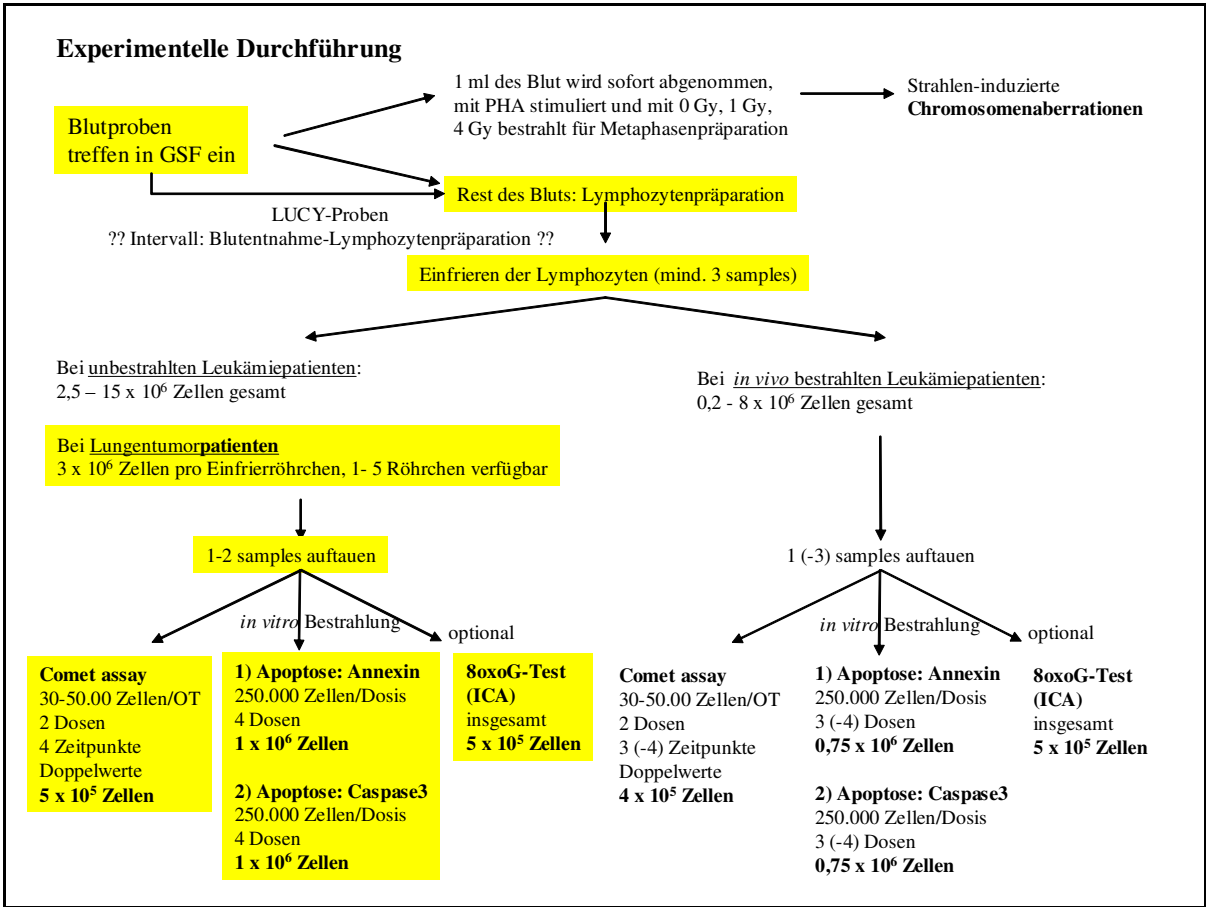 Experimentelle Durchführung
1 ml des Blut wird sofort abgenommen,
mit PHA stimuliert und mit 0 Gy, 1 Gy,
4 Gy bestrahlt für Metaphasenpräparation
Strahlen-induzierte
Chromosomenaberrationen
Blutproben
treffen in GSF ein
Rest des Bluts: Lymphozytenpräparation
LUCY-Proben
?? Intervall: Blutentnahme-Lymphozytenpräparation ??
Einfrieren der Lymphozyten (mind. 3 samples)
Bei unbestrahlten Leukämiepatienten:
2,5 – 15 x 10⁶ Zellen gesamt
Bei in vivo bestrahlten Leukämiepatienten:
0,2 - 8 x 10⁶ Zellen gesamt
Bei Lungentumorpatienten
3 x 10⁶ Zellen pro Einfrierröhrchen, 1- 5 Röhrchen verfügbar
1-2 samples auftauen
in vitro Bestrahlung
optional
Comet assay
30-50.00 Zellen/OT
2 Dosen
4 Zeitpunkte
Doppelwerte
5 x 10⁵ Zellen
1) Apoptose: Annexin
250.000 Zellen/Dosis
4 Dosen
1 x 10⁶ Zellen
2) Apoptose: Caspase3
250.000 Zellen/Dosis
4 Dosen
1 x 10⁶ Zellen
8oxoG-Test
(ICA)
insgesamt
5 x 10⁵ Zellen
1 (-3) samples auftauen
in vitro Bestrahlung
optional
Comet assay
30-50.00 Zellen/OT
2 Dosen
3 (-4) Zeitpunkte
Doppelwerte
4 x 10⁵ Zellen
1) Apoptose: Annexin
250.000 Zellen/Dosis
3 (-4) Dosen
0,75 x 10⁶ Zellen
2) Apoptose: Caspase3
250.000 Zellen/Dosis
3 (-4) Dosen
0,75 x 10⁶ Zellen
8oxoG-Test
(ICA)
insgesamt
5 x 10⁵ Zellen